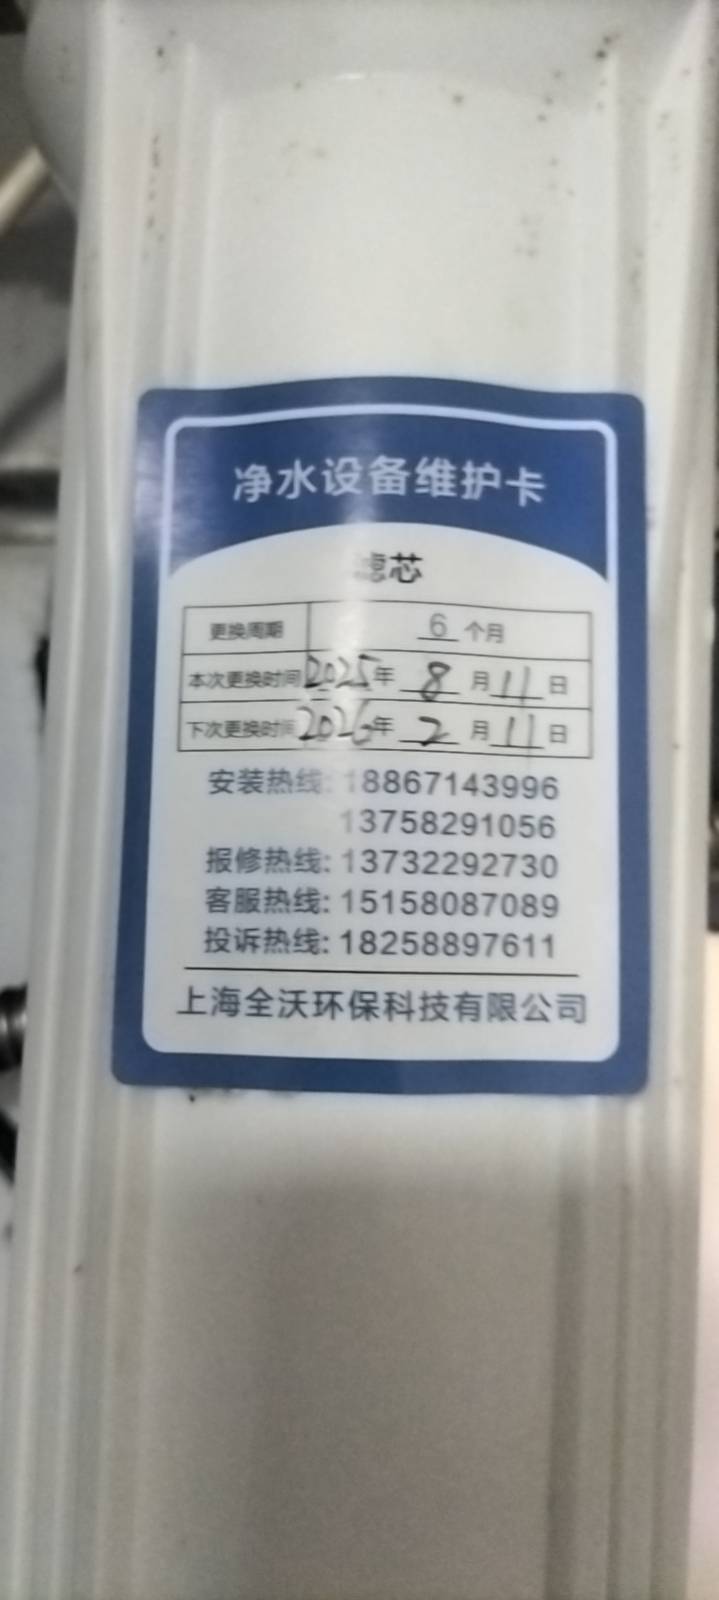 净水设备维护卡
滤芯
更换周期 6 个月
本次更换时间 2025年 8 月 11 日
下次更换时间 2026年 2 月 11 日
安装热线: 18867143996
13758291056
报修热线: 13732292730
客服热线: 15158087089
投诉热线: 18258897611
上海全沃环保科技有限公司